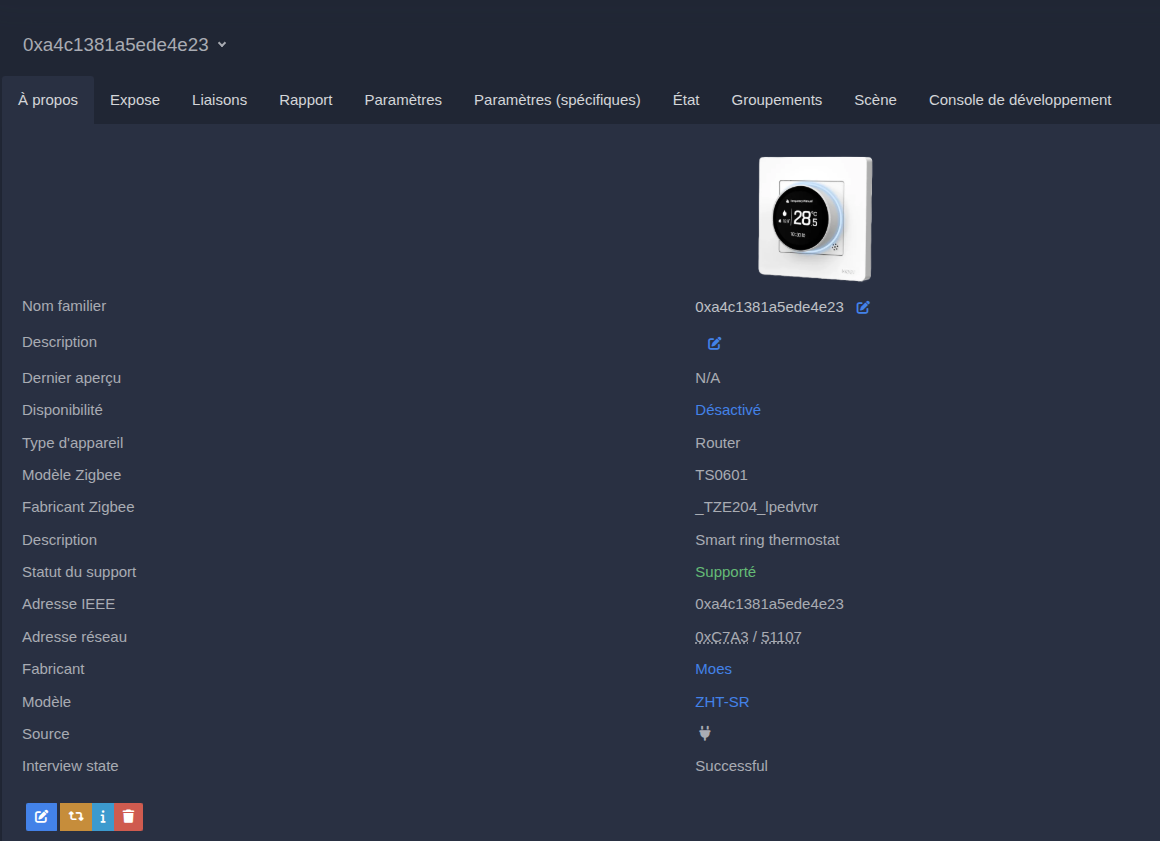 0xa4c1381a5ede4e23
À propos Expose Liaisons Rapport Paramètres Paramètres (spécifiques) État Groupements Scène Console de développement
28.5 °C
Nom familier 0xa4c1381a5ede4e23
Description
Dernier aperçu N/A
Disponibilité Désactivé
Type d'appareil Router
Modèle Zigbee TS0601
Fabricant Zigbee _TZE204_lpedvtvr
Description Smart ring thermostat
Statut du support Supporté
Adresse IEEE 0xa4c1381a5ede4e23
Adresse réseau 0xC7A3 / 51107
Fabricant Moes
Modèle ZHT-SR
Source
Interview state Successful